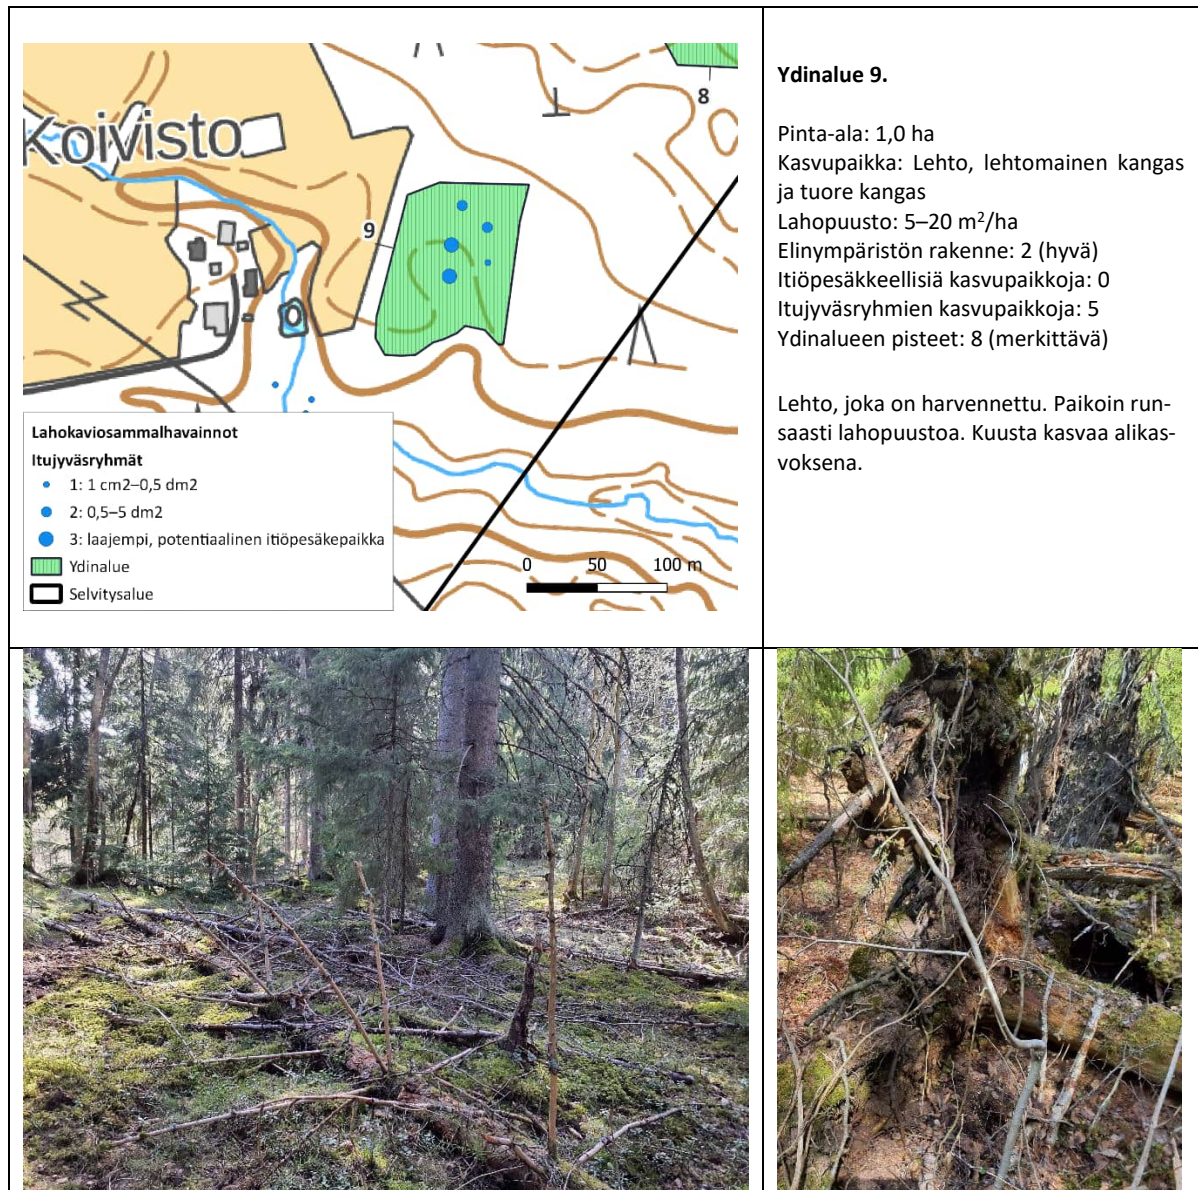 Koivisto
8
9
Lahokaviosammalhavainnot
Itujyväsryhmät
1: 1 cm2–0,5 dm2
2: 0,5–5 dm2
3: laajempi, potentiaalinen itiöpesäkepaikka
Ydinalue
Selvitysalue
0 50 100 m
Ydinalue 9.
Pinta-ala: 1,0 ha
Kasvupaikka: Lehto, lehtomainen kangas
ja tuore kangas
Lahopuusto: 5–20 m²/ha
Elinympäristön rakenne: 2 (hyvä)
Itiöpesäkkeellisiä kasvupaikkoja: 0
Itujyväsryhmien kasvupaikkoja: 5
Ydinalueen pisteet: 8 (merkittävä)
Lehto, joka on harvennettu. Paikoin run-
saasti lahopuustoa. Kuusta kasvaa alikas-
voksena.